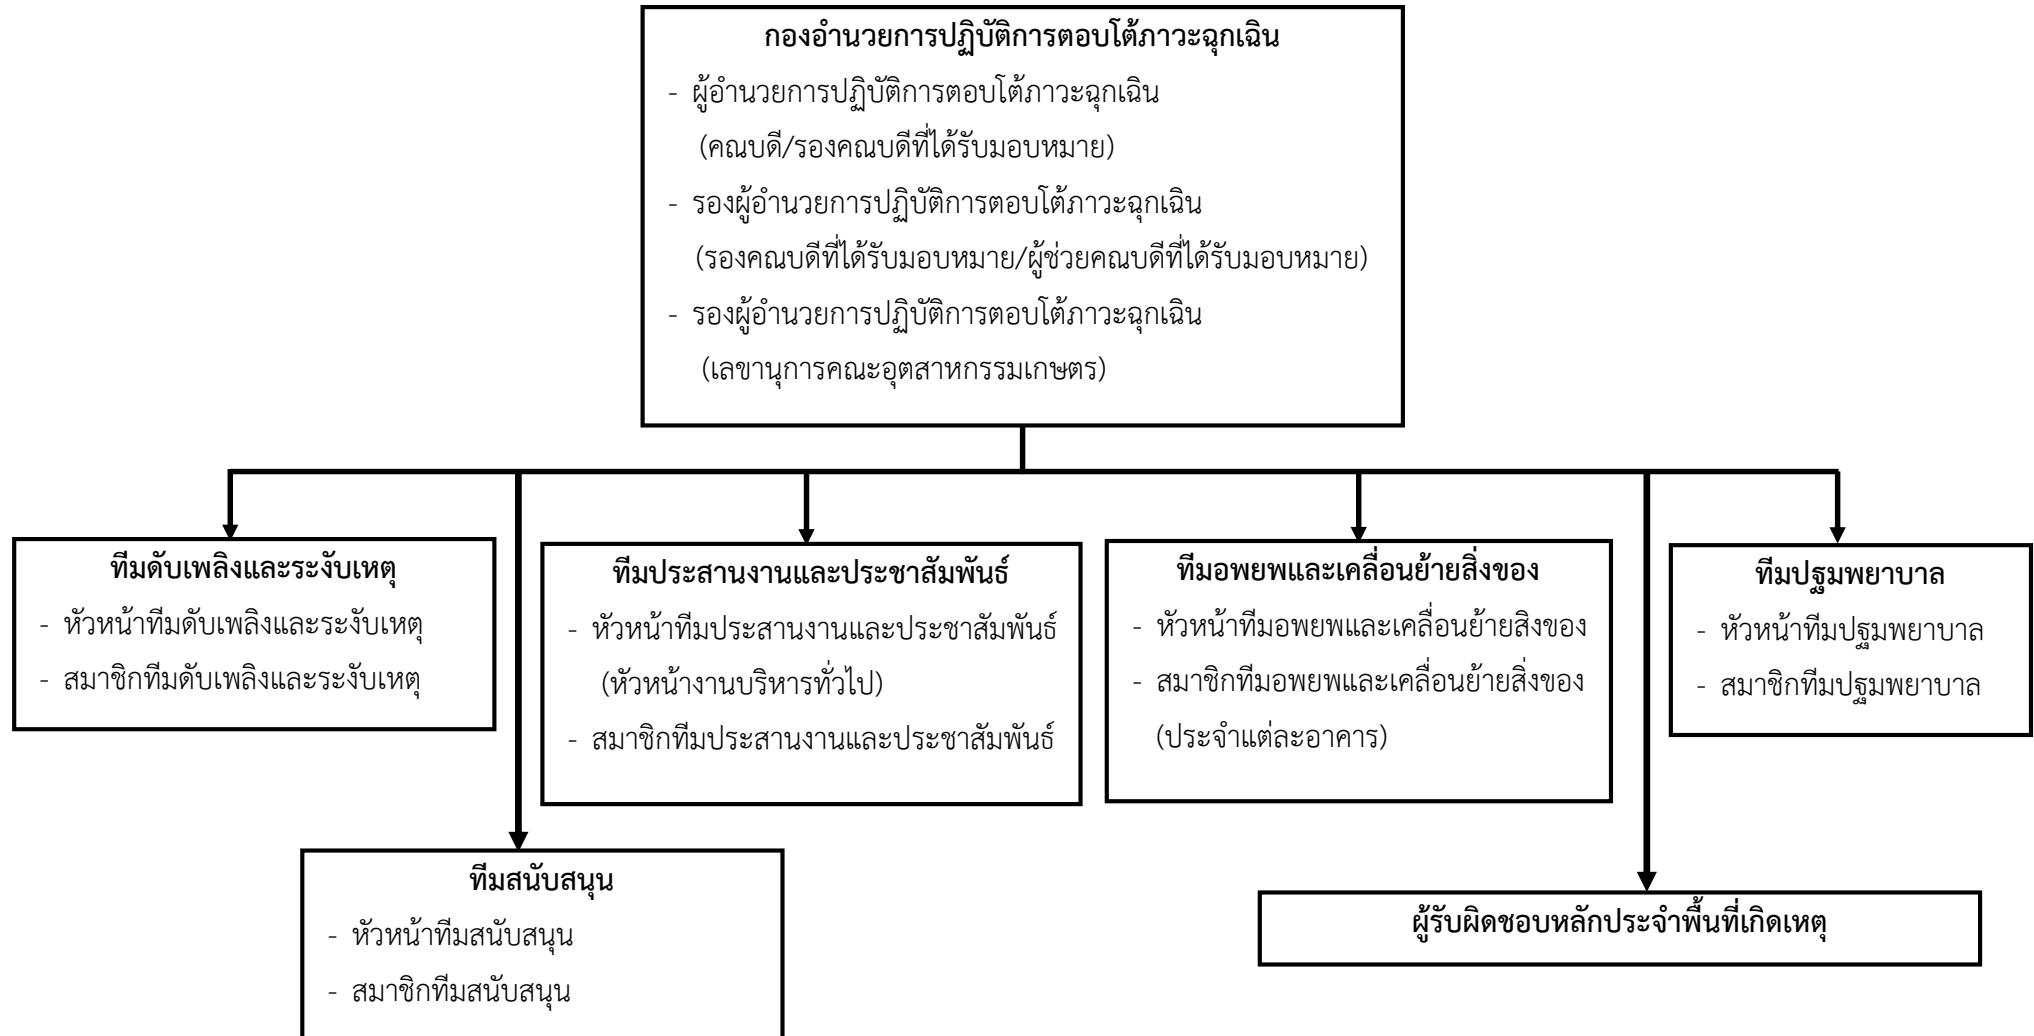 กองอำนวยการปฏิบัติการตอบโต้ภาวะฉุกเฉิน
- ผู้อำนวยการปฏิบัติการตอบโต้ภาวะฉุกเฉิน
(คณบดี/รองคณบดีที่ได้รับมอบหมาย)
- รองผู้อำนวยการปฏิบัติการตอบโต้ภาวะฉุกเฉิน
(รองคณบดีที่ได้รับมอบหมาย/ผู้ช่วยคณบดีที่ได้รับมอบหมาย)
- รองผู้อำนวยการปฏิบัติการตอบโต้ภาวะฉุกเฉิน
(เลขานุการคณะอุตสาหกรรมเกษตร)
ทีมดับเพลิงและระงับเหตุ
- หัวหน้าทีมดับเพลิงและระงับเหตุ
- สมาชิกทีมดับเพลิงและระงับเหตุ
ทีมประสานงานและประชาสัมพันธ์
- หัวหน้าทีมประสานงานและประชาสัมพันธ์
(หัวหน้างานบริหารทั่วไป)
- สมาชิกทีมประสานงานและประชาสัมพันธ์
ทีมอพยพและเคลื่อนย้ายสิ่งของ
- หัวหน้าทีมอพยพและเคลื่อนย้ายสิ่งของ
- สมาชิกทีมอพยพและเคลื่อนย้ายสิ่งของ
(ประจำแต่ละอาคาร)
ทีมปฐมพยาบาล
- หัวหน้าทีมปฐมพยาบาล
- สมาชิกทีมปฐมพยาบาล
ทีมสนับสนุน
- หัวหน้าทีมสนับสนุน
- สมาชิกทีมสนับสนุน
ผู้รับผิดชอบหลักประจำพื้นที่เกิดเหตุ